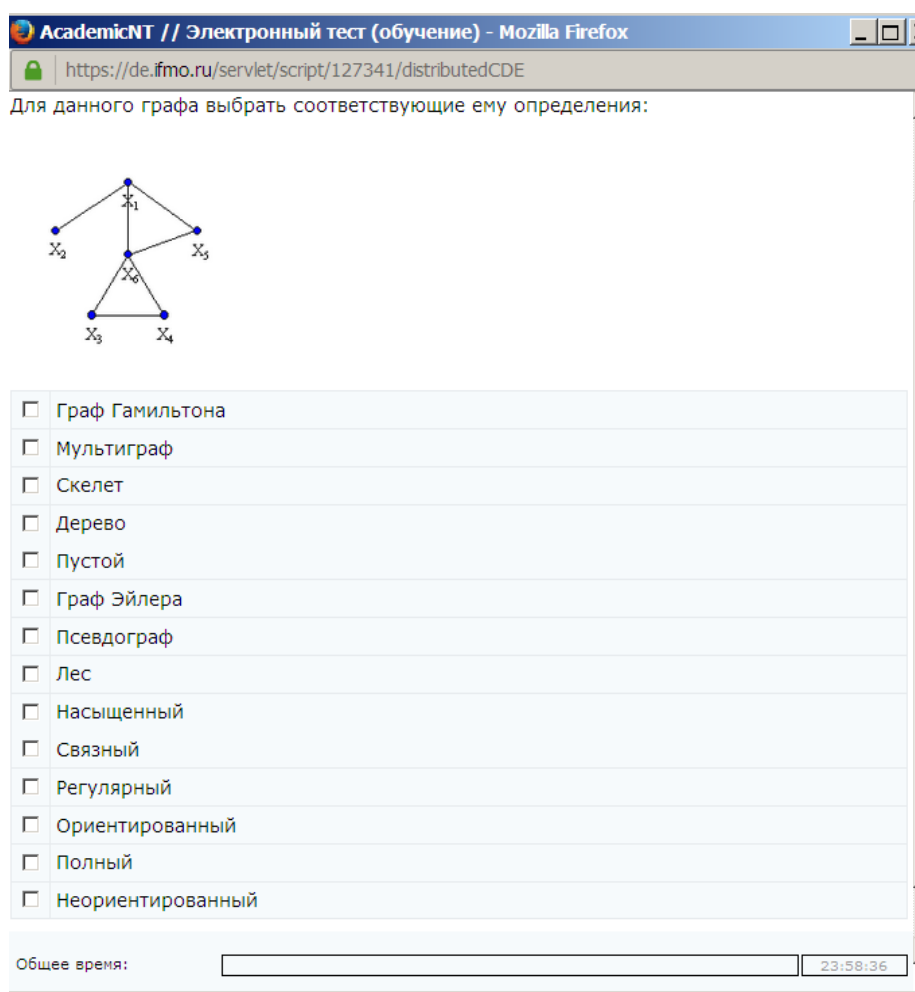 AcademicNT // Электронный тест (обучение) - Mozilla Firefox
https://de.ifmo.ru/servlet/script/127341/distributedCDE
Для данного графа выбрать соответствующие ему определения:
X₁
X₂
X₅
X₆
X₃
X₄
Граф Гамильтона
Мультиграф
Скелет
Дерево
Пустой
Граф Эйлера
Псевдограф
Лес
Насыщенный
Связный
Регулярный
Ориентированный
Полный
Неориентированный
Общее время:
23:58:36